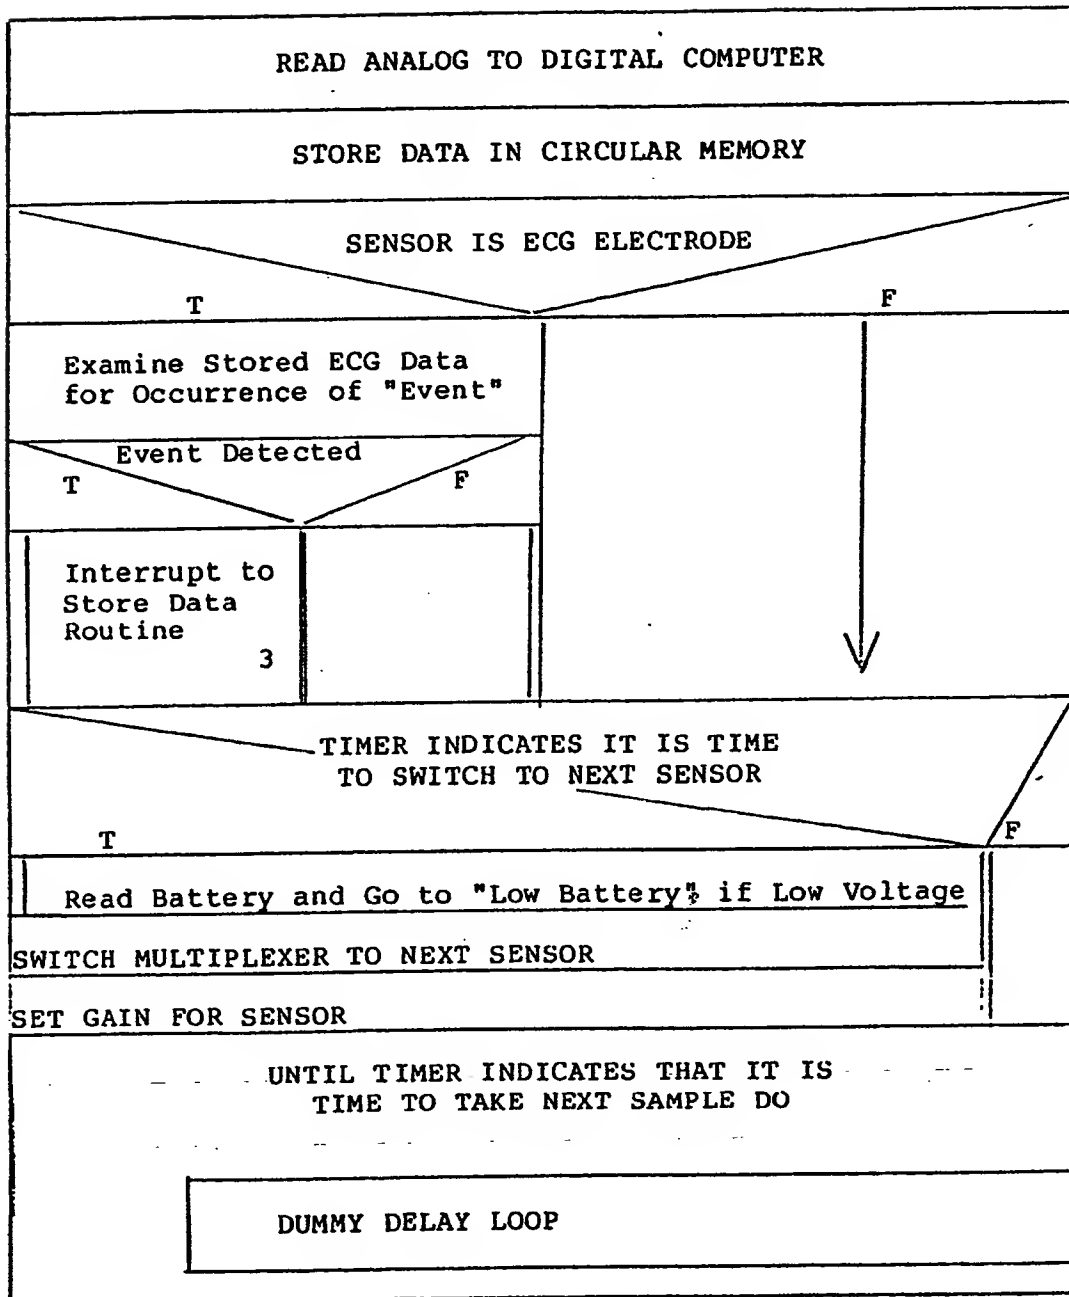 READ ANALOG TO DIGITAL COMPUTER
STORE DATA IN CIRCULAR MEMORY
SENSOR IS ECG ELECTRODE
T
F
Examine Stored ECG Data
for Occurrence of "Event"
Event Detected
T
F
Interrupt to
Store Data
Routine
3
TIMER INDICATES IT IS TIME
TO SWITCH TO NEXT SENSOR
T
F
Read Battery and Go to "Low Battery" if Low Voltage
SWITCH MULTIPLEXER TO NEXT SENSOR
SET GAIN FOR SENSOR
UNTIL TIMER INDICATES THAT IT IS
TIME TO TAKE NEXT SAMPLE DO
DUMMY DELAY LOOP